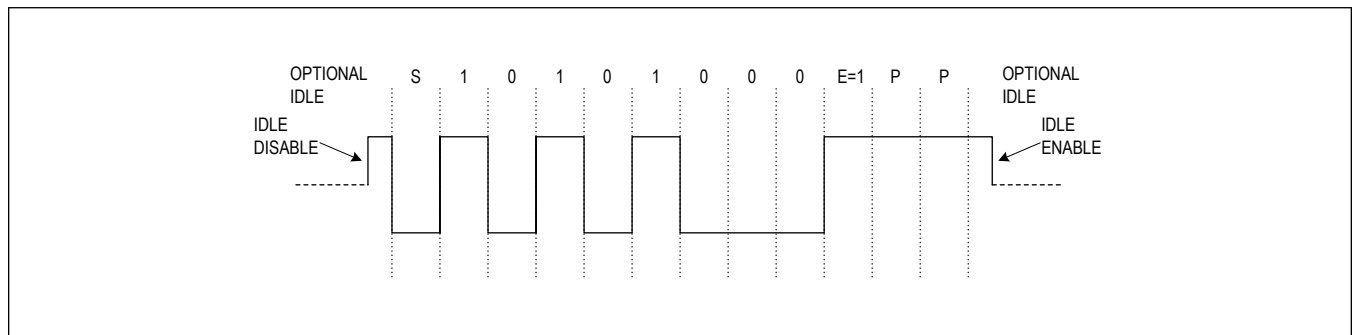 OPTIONAL
IDLE
S 1 0 1 0 1 0 0 0 E=1 P P
OPTIONAL
IDLE
IDLE
DISABLE
IDLE
ENABLE